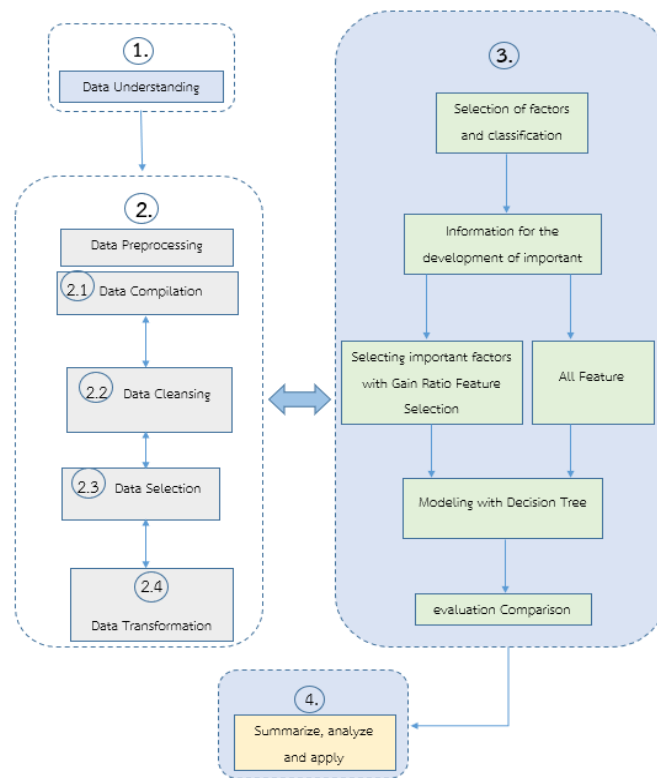 1.
Data Understanding
2.
Data Preprocessing
2.1 Data Compilation
2.2 Data Cleansing
2.3 Data Selection
2.4
Data Transformation
3.
Selection of factors
and classification
Information for the
development of important
Selecting important factors
with Gain Ratio Feature
Selection
All Feature
Modeling with Decision Tree
evaluation Comparison
4.
Summarize, analyze
and apply